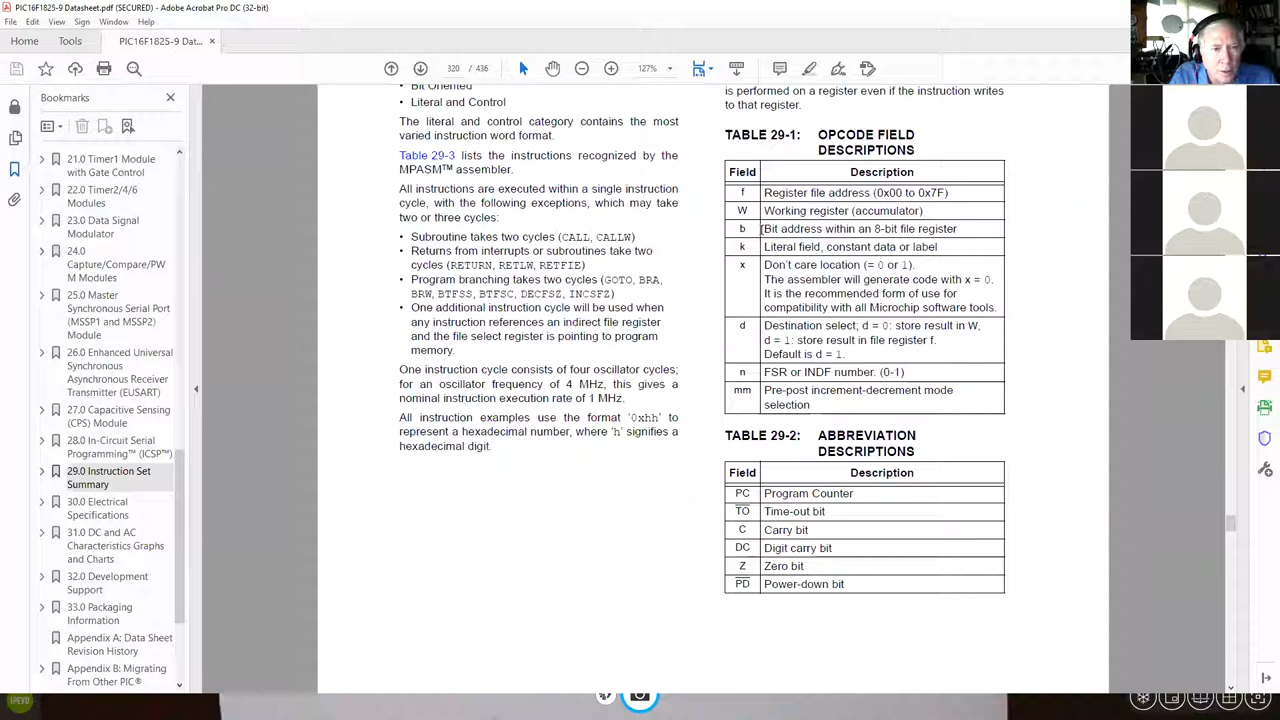 PIC16F1825-9 Datasheet.pdf (SECURED) - Adobe Acrobat Pro DC (32-bit)
File Edit View Sign Window Help
Home Tools PIC16F1825-9 Dat... ×
320 / 436 127%
Bookmarks
21.0 Timer1 Module
with Gate Control
22.0 Timer2/4/6
Modules
23.0 Data Signal
Modulator
24.0
Capture/Compare/PW
M Modules
25.0 Master
Synchronous Serial Port
(MSSP1 and MSSP2)
Module
26.0 Enhanced Universal
Synchronous
Asynchronous Receiver
Transmitter (EUSART)
27.0 Capacitive Sensing
(CPS) Module
28.0 In-Circuit Serial
Programming™ (ICSP™)
29.0 Instruction Set
Summary
30.0 Electrical
Specifications
31.0 DC and AC
Characteristics Graphs
and Charts
32.0 Development
Support
33.0 Packaging
Information
Appendix A: Data Sheet
Revision History
Appendix B: Migrating
From Other PIC®
• Bit Oriented
• Literal and Control
The literal and control category contains the most
varied instruction word format.
Table 29-3 lists the instructions recognized by the
MPASM™ assembler.
All instructions are executed within a single instruction
cycle, with the following exceptions, which may take
two or three cycles:
• Subroutine takes two cycles (CALL, CALLW)
• Returns from interrupts or subroutines take two
cycles (RETURN, RETLW, RETFIE)
• Program branching takes two cycles (GOTO, BRA,
BRW, BTFSS, BTFSC, DECFSZ, INCSFZ)
• One additional instruction cycle will be used when
any instruction references an indirect file register
and the file select register is pointing to program
memory.
One instruction cycle consists of four oscillator cycles;
for an oscillator frequency of 4 MHz, this gives a
nominal instruction execution rate of 1 MHz.
All instruction examples use the format '0xhh' to
represent a hexadecimal number, where 'h' signifies a
hexadecimal digit.
is performed on a register even if the instruction writes
to that register.
TABLE 29-1: OPCODE FIELD
DESCRIPTIONS
Field Description
f Register file address (0x00 to 0x7F)
W Working register (accumulator)
b Bit address within an 8-bit file register
k Literal field, constant data or label
x Don't care location (= 0 or 1).
The assembler will generate code with x = 0.
It is the recommended form of use for
compatibility with all Microchip software tools.
d Destination select; d = 0: store result in W,
d = 1: store result in file register f.
Default is d = 1.
n FSR or INDF number. (0-1)
mm Pre-post increment-decrement mode
selection
TABLE 29-2: ABBREVIATION
DESCRIPTIONS
Field Description
PC Program Counter
TO Time-out bit
C Carry bit
DC Digit carry bit
Z Zero bit
PD Power-down bit
IPEVO